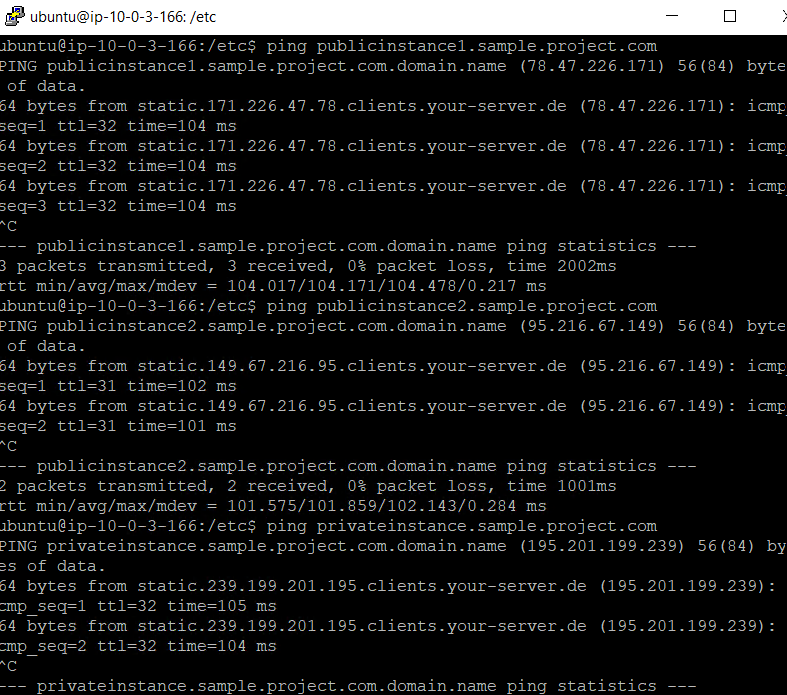 ubuntu@ip-10-0-3-166: /etc
ubuntu@ip-10-0-3-166:/etc$ ping publicinstance1.sample.project.com
PING publicinstance1.sample.project.com.domain.name (78.47.226.171) 56(84) byte
 of data.
64 bytes from static.171.226.47.78.clients.your-server.de (78.47.226.171): icmp_
seq=1 ttl=32 time=104 ms
64 bytes from static.171.226.47.78.clients.your-server.de (78.47.226.171): icmp_
seq=2 ttl=32 time=104 ms
64 bytes from static.171.226.47.78.clients.your-server.de (78.47.226.171): icmp_
seq=3 ttl=32 time=104 ms
^C
--- publicinstance1.sample.project.com.domain.name ping statistics ---
3 packets transmitted, 3 received, 0% packet loss, time 2002ms
rtt min/avg/max/mdev = 104.017/104.171/104.478/0.217 ms
ubuntu@ip-10-0-3-166:/etc$ ping publicinstance2.sample.project.com
PING publicinstance2.sample.project.com.domain.name (95.216.67.149) 56(84) byte
 of data.
64 bytes from static.149.67.216.95.clients.your-server.de (95.216.67.149): icmp_
seq=1 ttl=31 time=102 ms
64 bytes from static.149.67.216.95.clients.your-server.de (95.216.67.149): icmp_
seq=2 ttl=31 time=101 ms
^C
--- publicinstance2.sample.project.com.domain.name ping statistics ---
2 packets transmitted, 2 received, 0% packet loss, time 1001ms
rtt min/avg/max/mdev = 101.575/101.859/102.143/0.284 ms
ubuntu@ip-10-0-3-166:/etc$ ping privateinstance.sample.project.com
PING privateinstance.sample.project.com.domain.name (195.201.199.239) 56(84) by
es of data.
64 bytes from static.239.199.201.195.clients.your-server.de (195.201.199.239):
cmp_seq=1 ttl=32 time=105 ms
64 bytes from static.239.199.201.195.clients.your-server.de (195.201.199.239):
cmp_seq=2 ttl=32 time=104 ms
^C
--- privateinstance.sample.project.com.domain.name ping statistics ---